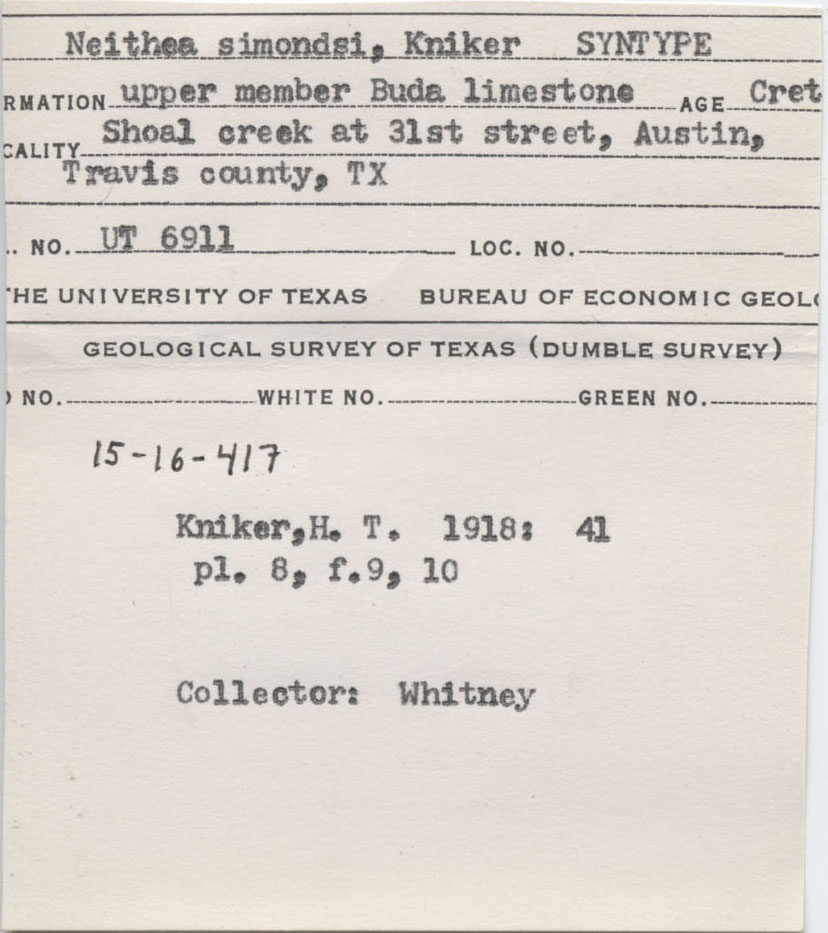 Neithea simondsi, Kniker SYNTYPE
RMATION upper member Buda limestone AGE Cret
CALITY Shoal creek at 31st street, Austin,
Travis county, TX
. NO. UT 6911 LOC. NO.
THE UNIVERSITY OF TEXAS BUREAU OF ECONOMIC GEOLO
GEOLOGICAL SURVEY OF TEXAS (DUMBLE SURVEY)
NO. WHITE NO. GREEN NO.
15-16-417
Kniker,H. T. 1918: 41
pl. 8, f.9, 10
Collector: Whitney